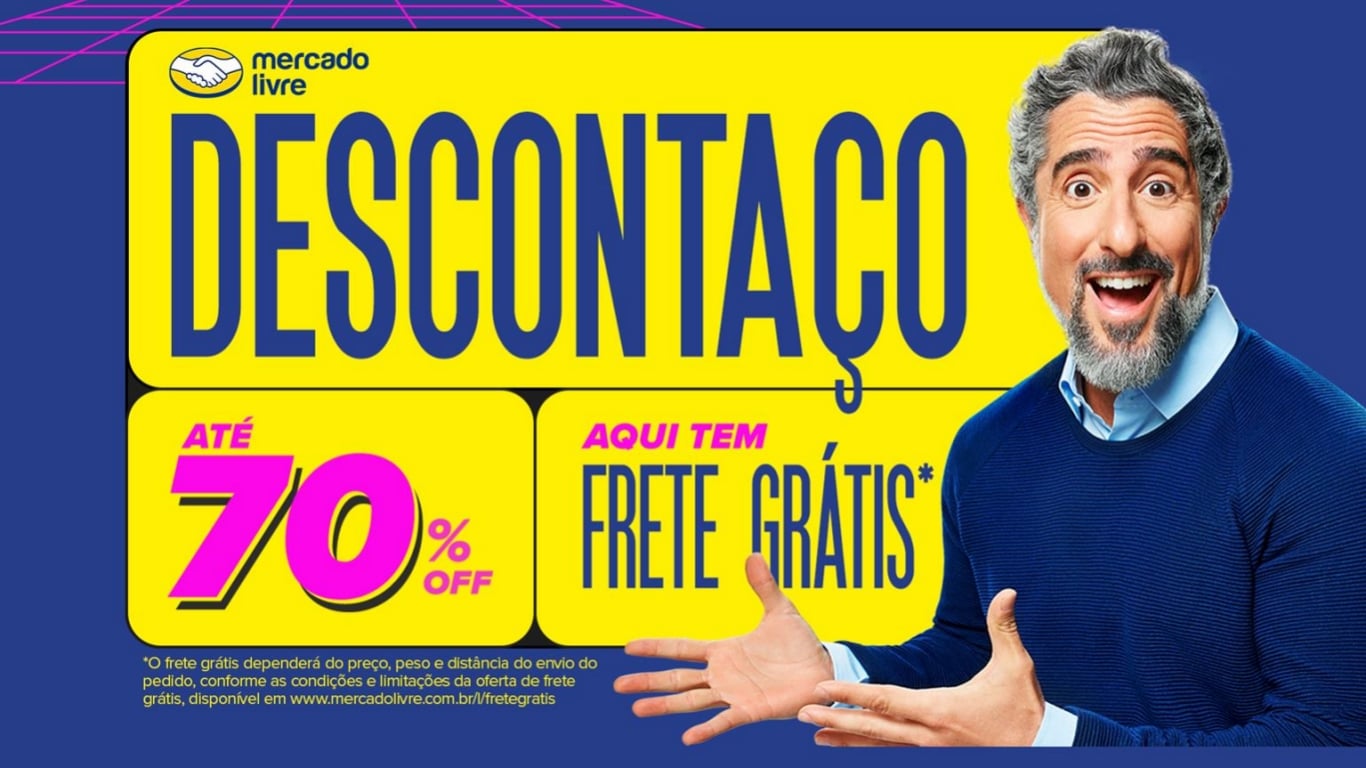 mercado
livre
DESCONTAÇO
ATÉ
70%
OFF
AQUI TEM
FRETE GRÁTIS*
*O frete grátis dependerá do preço, peso e distância do envio do
pedido, conforme as condições e limitações da oferta de frete
grátis, disponível em www.mercadolivre.com.br/l/fretegratis